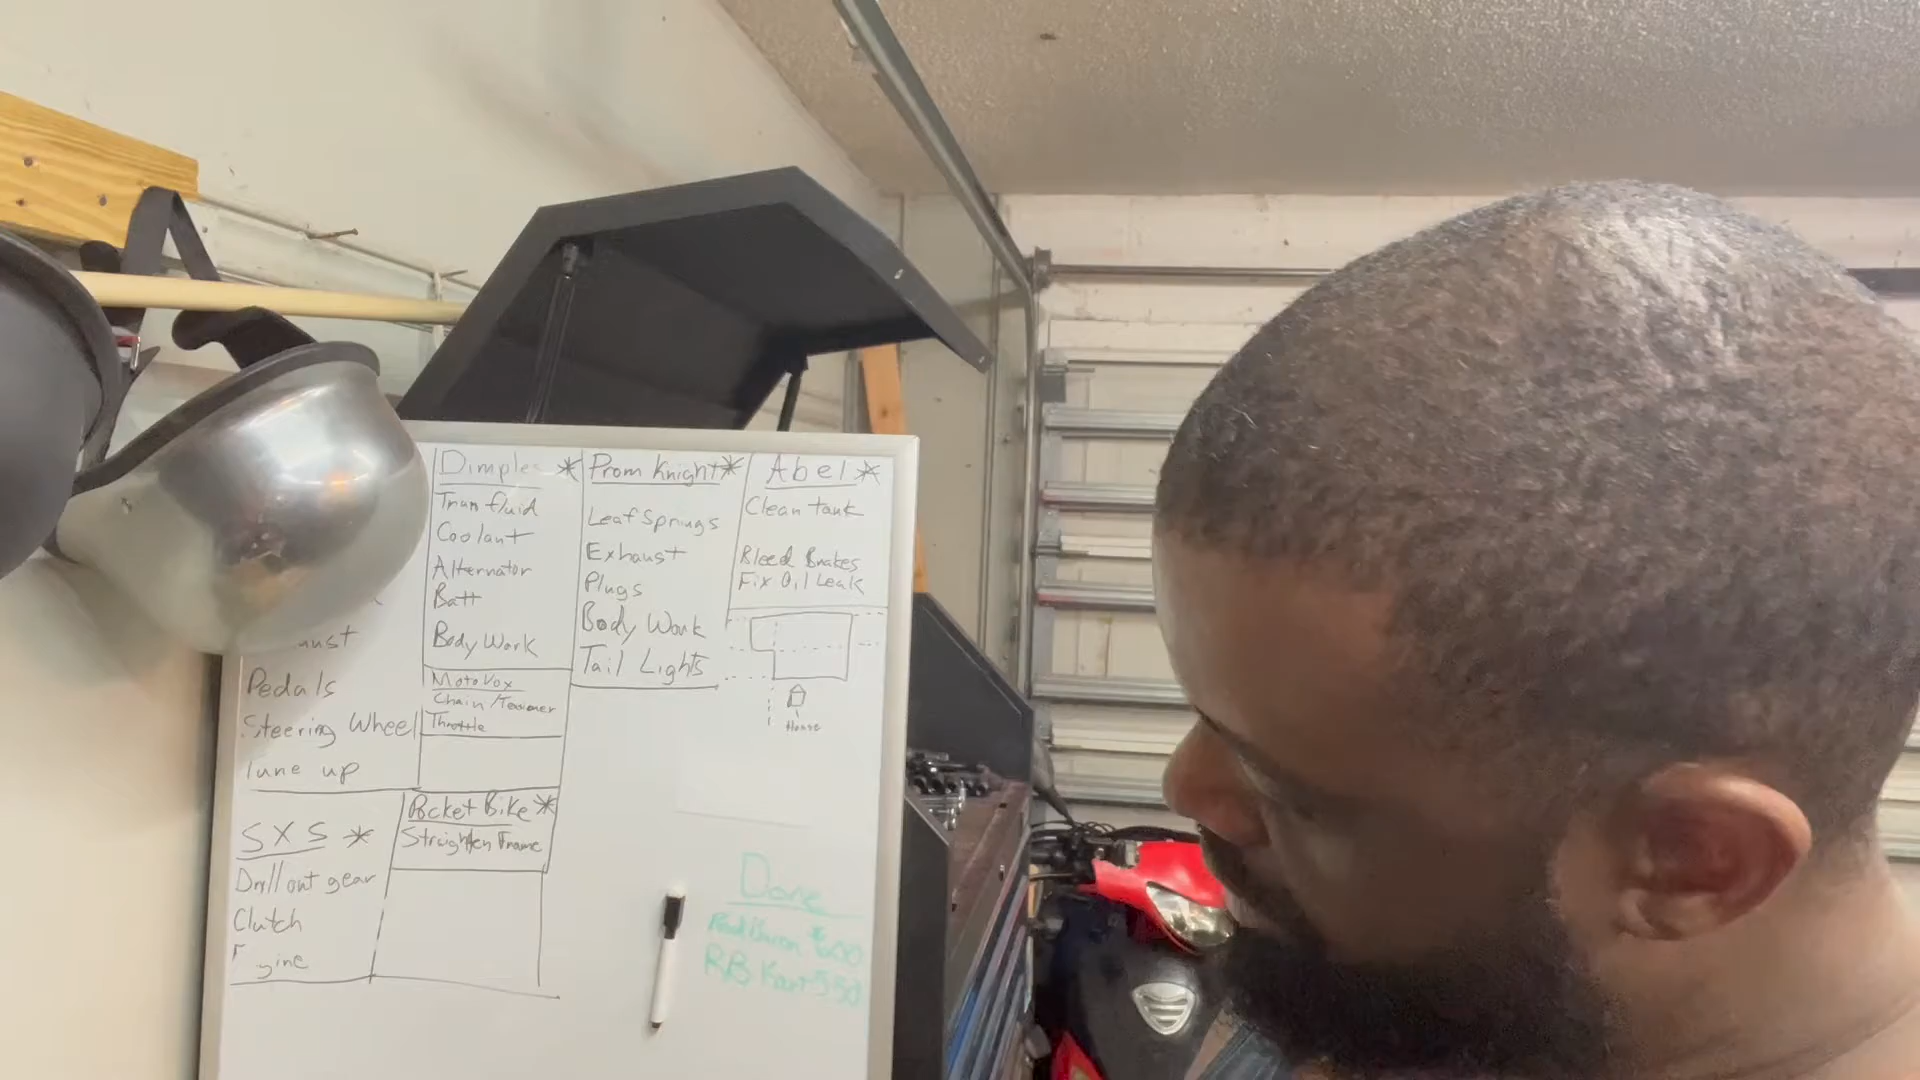 Dimples *
Tran fluid
Coolant
Alternator
Batt
Body Work
Prom Knight *
Leaf Springs
Exhaust
Plugs
Body Work
Tail Lights
Abel *
Clean tank
Bleed Brakes
Fix Oil Leak
House
Pedals
Steering Wheel
Tune up
MotoVox
Chain/Tensioner
Throttle
Pocket Bike *
Straighten Frame
SXS *
Drill out gear
Clutch
Done
$600
RB Kart 550